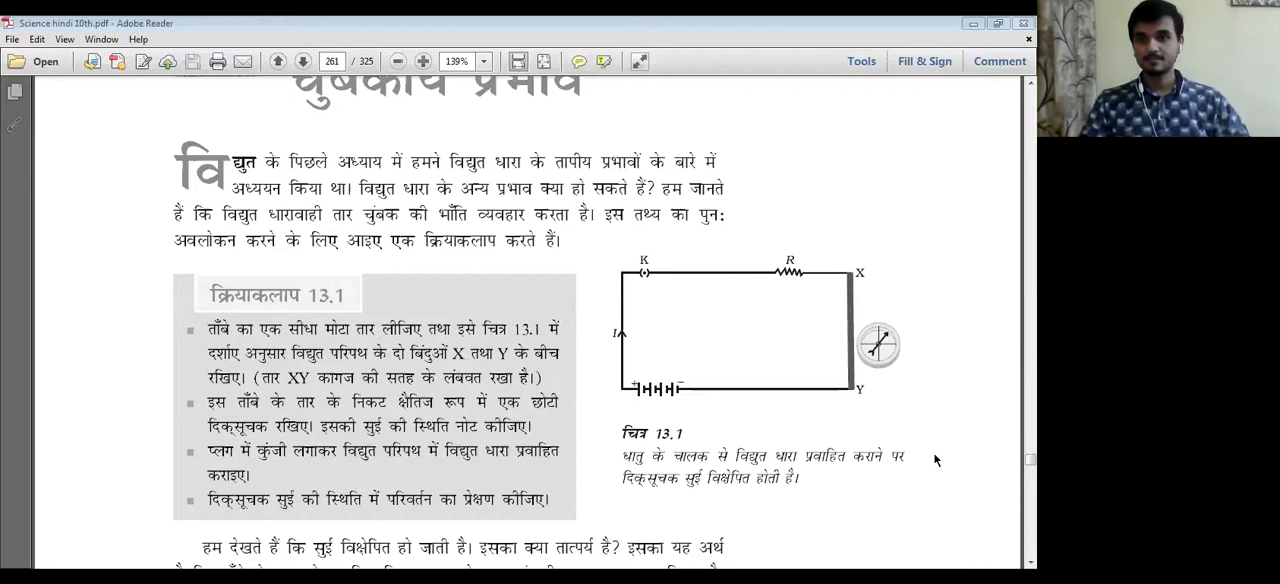 Science hindi 10th.pdf - Adobe Reader
File Edit View Window Help
Open 261 / 325 139% Tools Fill & Sign Comment
चुंबकीय प्रभाव
विद्युत के पिछले अध्याय में हमने विद्युत धारा के तापीय प्रभावों के बारे में
अध्ययन किया था। विद्युत धारा के अन्य प्रभाव क्या हो सकते हैं? हम जानते
हैं कि विद्युत धारावाही तार चुंबक की भाँति व्यवहार करता है। इस तथ्य का पुन:
अवलोकन करने के लिए आइए एक क्रियाकलाप करते हैं।
क्रियाकलाप 13.1
■ ताँबे का एक सीधा मोटा तार लीजिए तथा इसे चित्र 13.1 में
दर्शाए अनुसार विद्युत परिपथ के दो बिंदुओं X तथा Y के बीच
रखिए। (तार XY कागज की सतह के लंबवत रखा है।)
■ इस ताँबे के तार के निकट क्षैतिज रूप में एक छोटी
दिक्‌सूचक रखिए। इसकी सुई की स्थिति नोट कीजिए।
■ प्लग में कुंजी लगाकर विद्युत परिपथ में विद्युत धारा प्रवाहित
कराइए।
■ दिक्‌सूचक सुई की स्थिति में परिवर्तन का प्रेक्षण कीजिए।
K R X
I
+ − Y
चित्र 13.1
धातु के चालक से विद्युत धारा प्रवाहित कराने पर
दिक्‌सूचक सुई विक्षेपित होती है।
हम देखते हैं कि सुई विक्षेपित हो जाती है। इसका क्या तात्पर्य है? इसका यह अर्थ